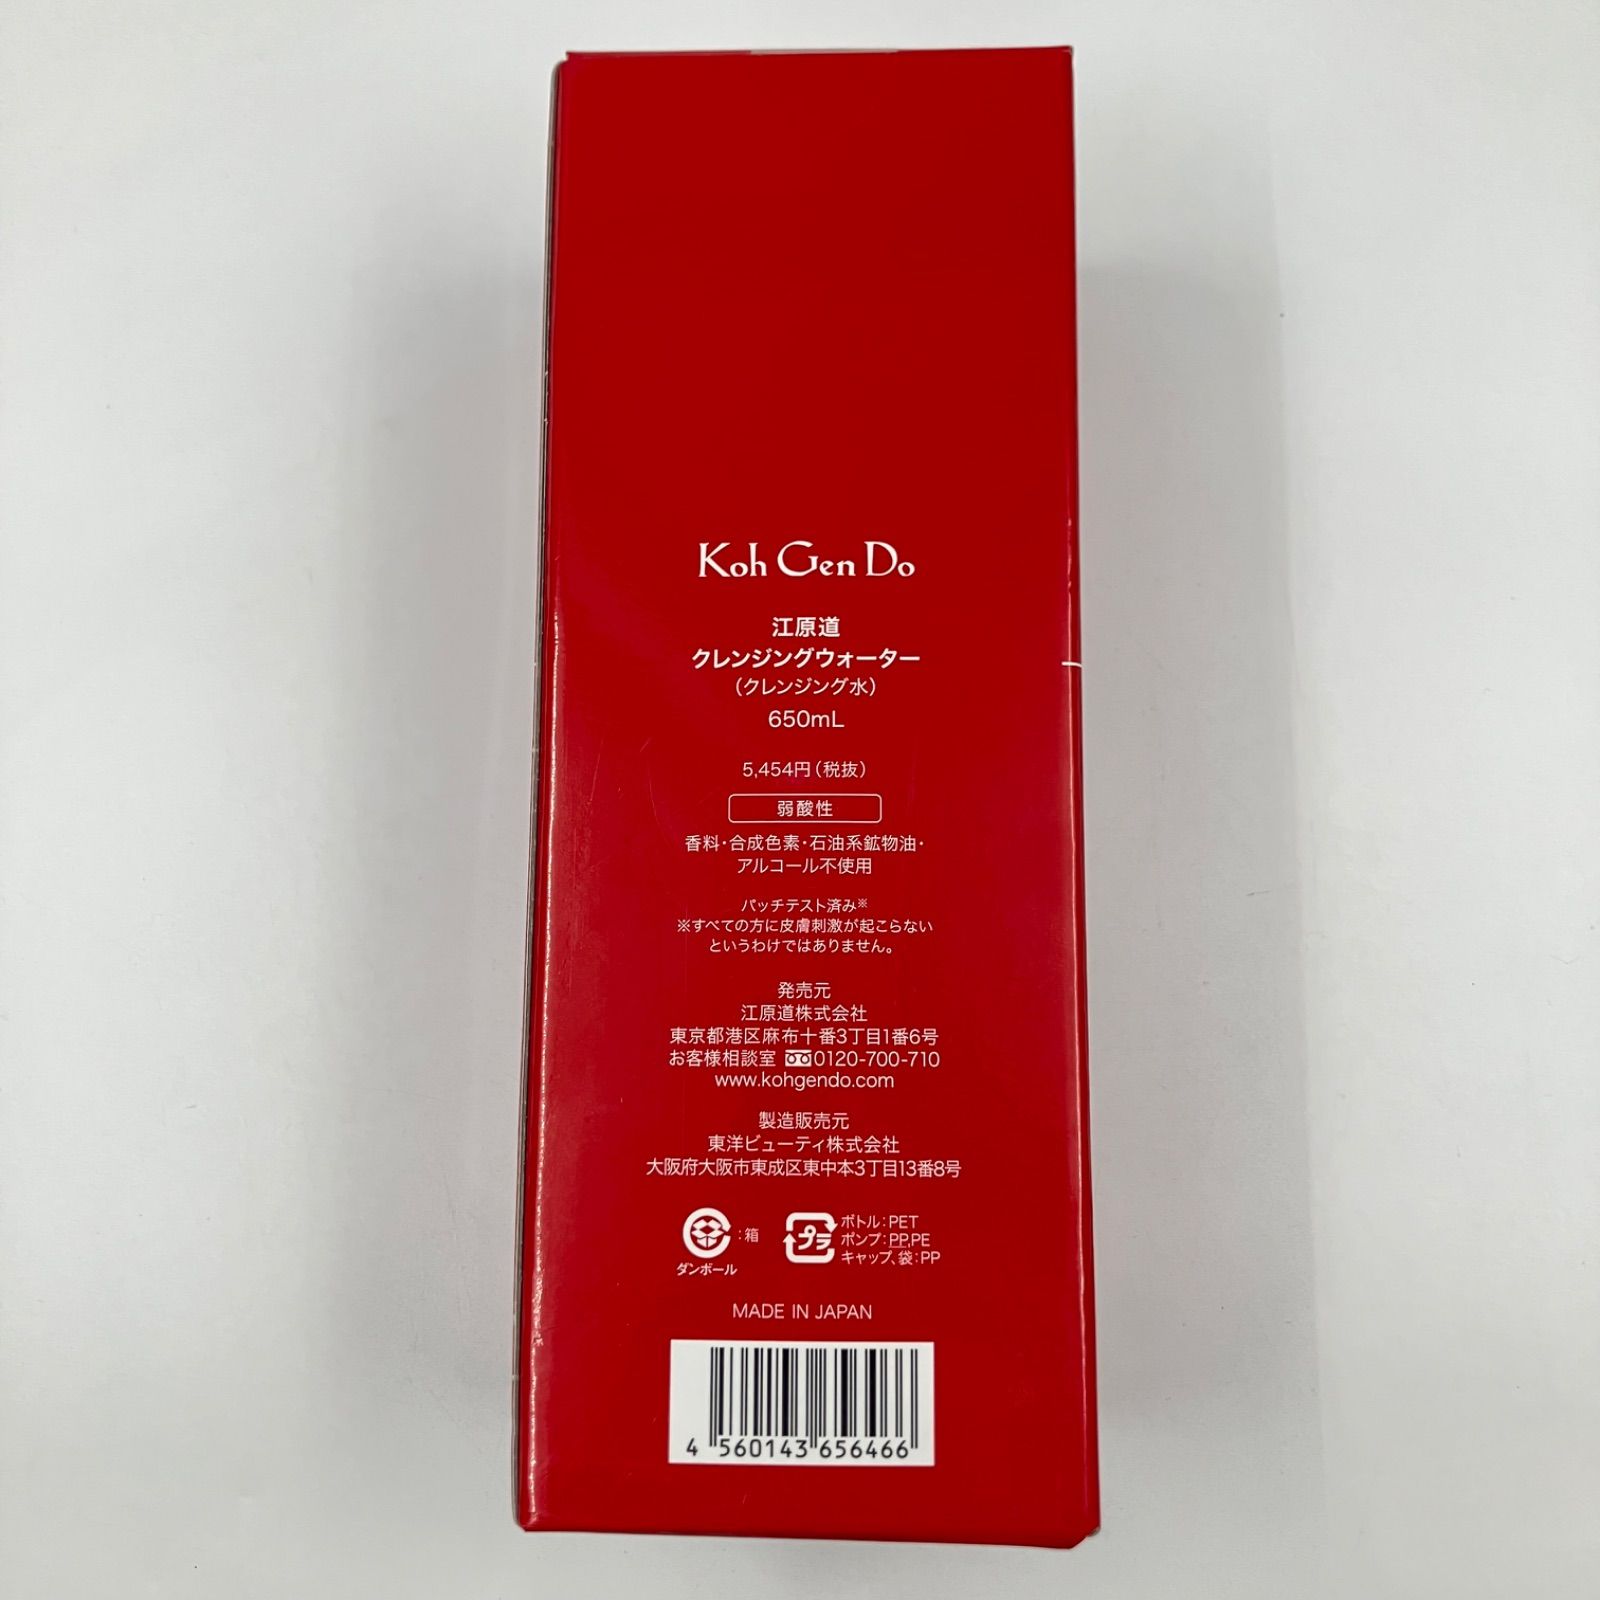 Koh Gen Do
江原道
クレンジングウォーター
（クレンジング水）
650mL
5,454円（税抜）
弱酸性
香料・合成色素・石油系鉱物油・
アルコール不使用
パッチテスト済み※
※すべての方に皮膚刺激が起こらない
というわけではありません。
発売元
江原道株式会社
東京都港区麻布十番3丁目1番6号
お客様相談室 0120-700-710
www.kohgendo.com
製造販売元
東洋ビューティ株式会社
大阪府大阪市東成区東中本3丁目13番8号
：箱
ダンボール
プラ
ボトル：PET
ポンプ：PP,PE
キャップ、袋：PP
MADE IN JAPAN
4 560143 656466